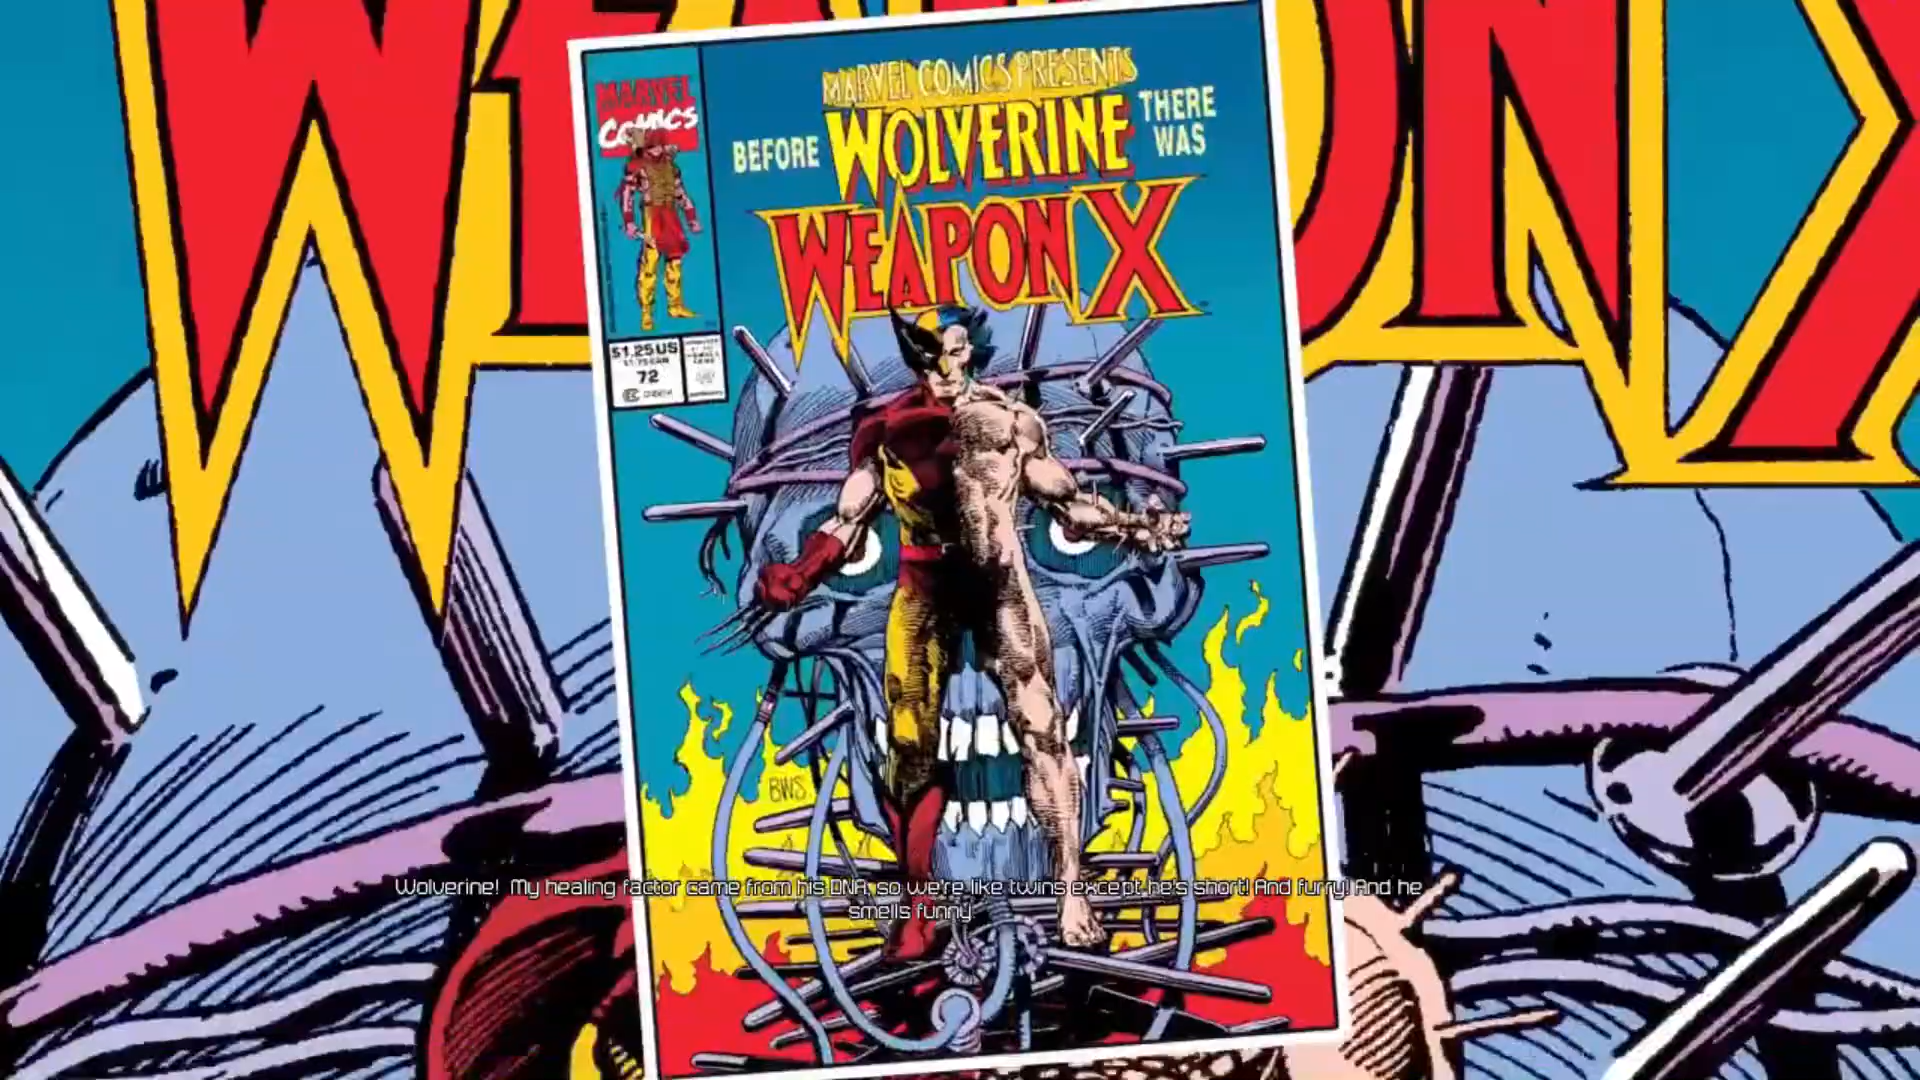 WEAPON X
MARVEL COMICS PRESENTS
MARVEL
COMICS
BEFORE WOLVERINE THERE WAS
WEAPON X
$1.25 US
72
BWS
Wolverine! My healing factor came from his DNA, so we're like twins except he's short! And furry! And he
smells funny.